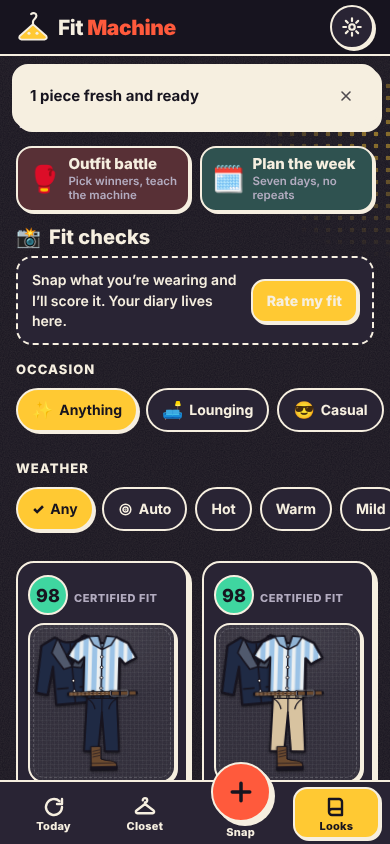 Fit Machine
1 piece fresh and ready
Outfit battle
Pick winners, teach
the machine
Plan the week
Seven days, no
repeats
Fit checks
Snap what you're wearing and
I'll score it. Your diary lives
here.
Rate my fit
OCCASION
Anything
Lounging
Casual
WEATHER
Any
Auto
Hot
Warm
Mild
98 CERTIFIED FIT
98 CERTIFIED FIT
Today
Closet
Snap
Looks